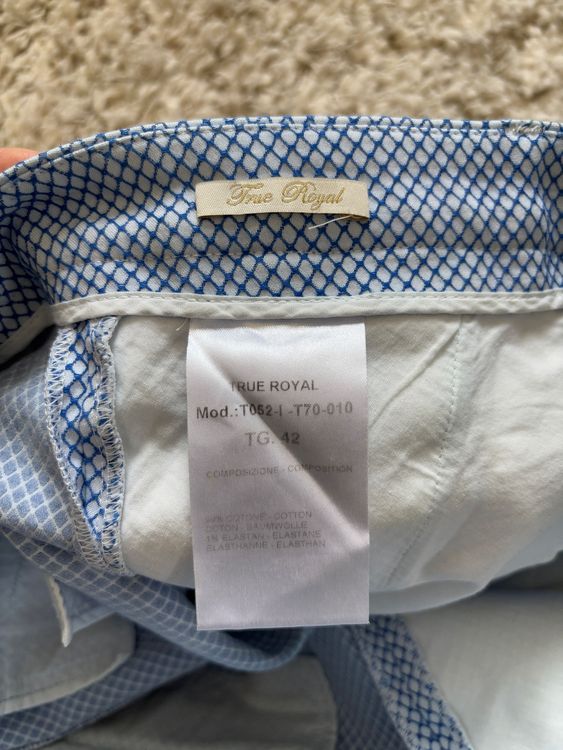 True Royal
TRUE ROYAL
Mod.:T052-I -T70-010
TG. 42
COMPOSIZIONE - COMPOSITION
COTONE - COTTON
COTON - BAUMWOLLE
ELASTAN - ELASTANE
ELASTHANNE - ELASTHAN